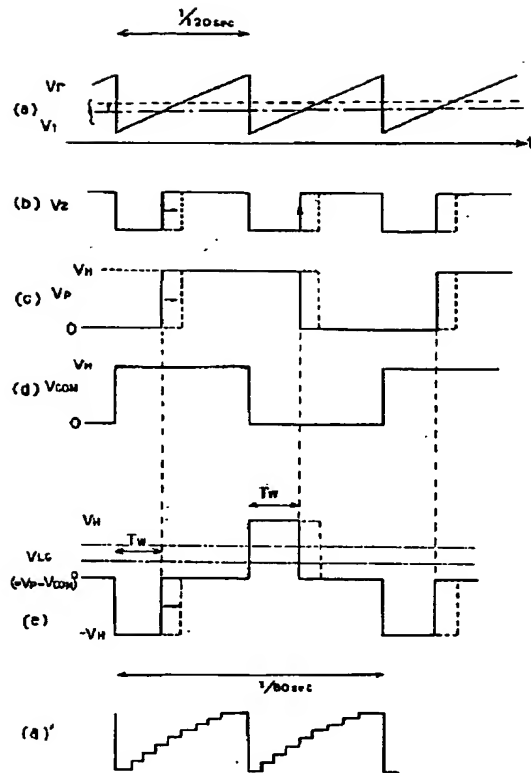 1/120sec
Vr
(a)
V1
t
(b) V2
VH
(c) VP
0
VH
(d) VCOM
0
TW
VH
TW
VLC
0
(=VP-VCOM)
(e)
-VH
1/60sec
(a)'